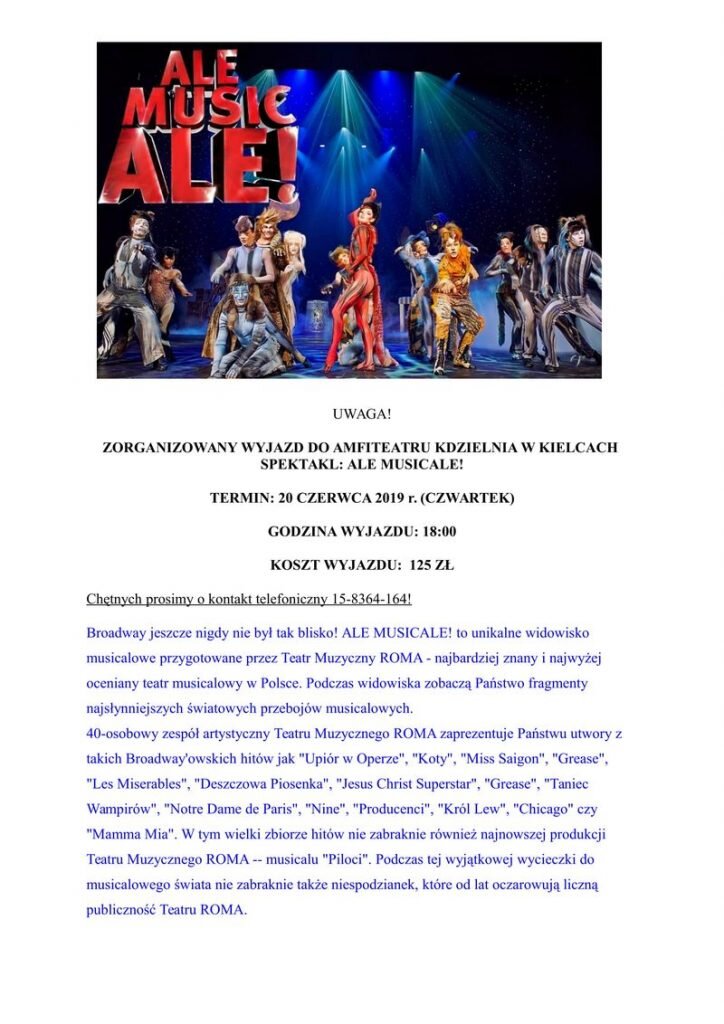 ALE
MUSIC
ALE!
UWAGA!
ZORGANIZOWANY WYJAZD DO AMFITEATRU KDZIELNIA W KIELCACH
SPEKTAKL: ALE MUSICALE!
TERMIN: 20 CZERWCA 2019 r. (CZWARTEK)
GODZINA WYJAZDU: 18:00
KOSZT WYJAZDU: 125 ZŁ
Chętnych prosimy o kontakt telefoniczny 15-8364-164!
Broadway jeszcze nigdy nie był tak blisko! ALE MUSICALE! to unikalne widowisko
musicalowe przygotowane przez Teatr Muzyczny ROMA - najbardziej znany i najwyżej
oceniany teatr musicalowy w Polsce. Podczas widowiska zobaczą Państwo fragmenty
najsłynniejszych światowych przebojów musicalowych.
40-osobowy zespół artystyczny Teatru Muzycznego ROMA zaprezentuje Państwu utwory z
takich Broadway'owskich hitów jak "Upiór w Operze", "Koty", "Miss Saigon", "Grease",
"Les Miserables", "Deszczowa Piosenka", "Jesus Christ Superstar", "Grease", "Taniec
Wampirów", "Notre Dame de Paris", "Nine", "Producenci", "Król Lew", "Chicago" czy
"Mamma Mia". W tym wielki zbiorze hitów nie zabraknie również najnowszej produkcji
Teatru Muzycznego ROMA -- musicalu "Piloci". Podczas tej wyjątkowej wycieczki do
musicalowego świata nie zabraknie także niespodzianek, które od lat oczarowują liczną
publiczność Teatru ROMA.